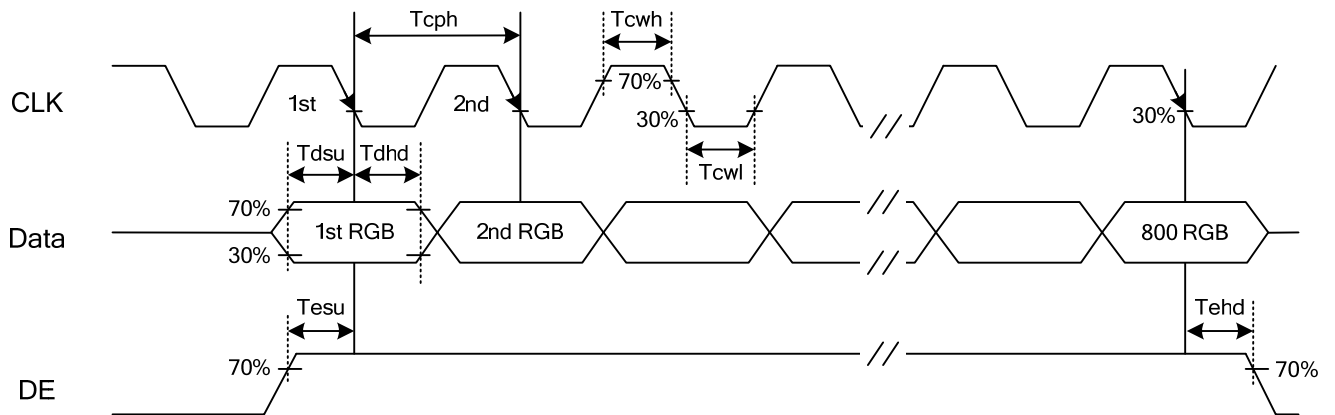 Tcph
Tcwh
CLK
1st
2nd
70%
30%
30%
Tcwl
Tdsu
Tdhd
70%
Data
1st RGB
2nd RGB
800 RGB
30%
Tesu
Tehd
70%
70%
DE